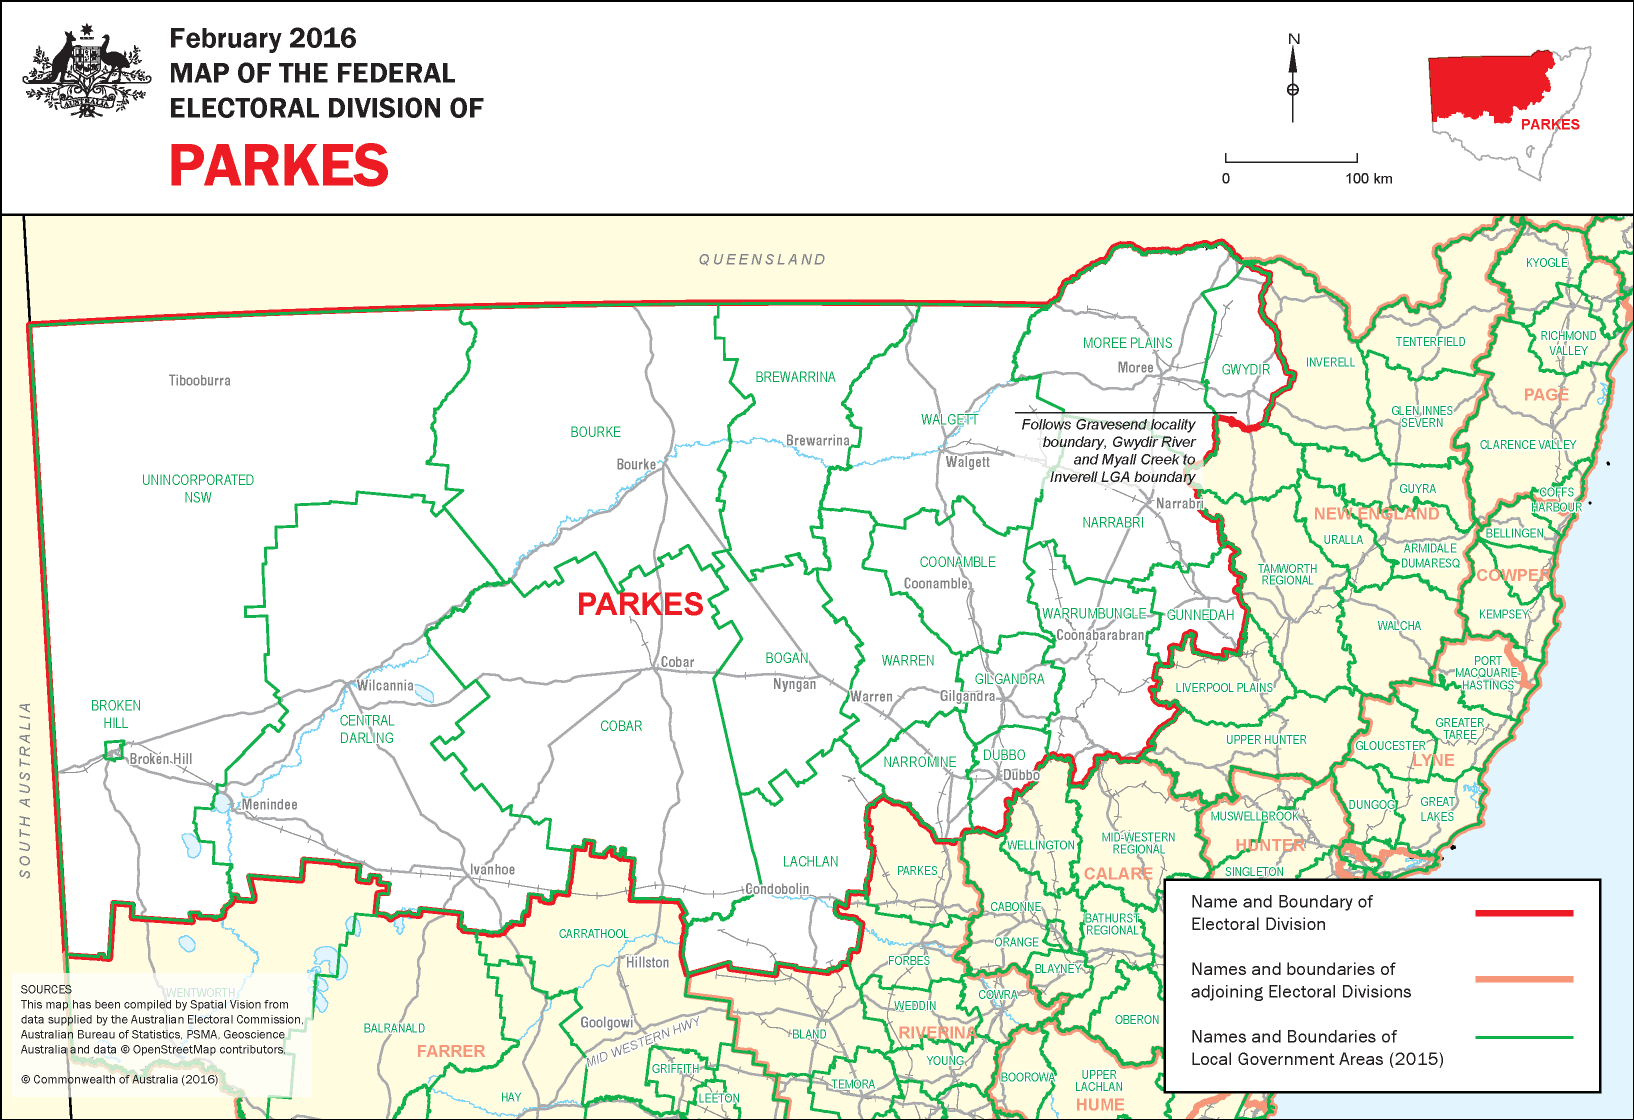 February 2016
MAP OF THE FEDERAL
ELECTORAL DIVISION OF
PARKES
AUSTRALIA
N
0 100 km
PARKES
QUEENSLAND
SOUTH AUSTRALIA
KYOGLE
RICHMOND
VALLEY
TENTERFIELD
INVERELL
MOREE PLAINS
Moree
GWYDIR
PAGE
GLEN INNES
SEVERN
CLARENCE VALLEY
Tibooburra
BREWARRINA
BOURKE
WALGETT
Brewarrina
Bourke
Walgett
Follows Gravesend locality
boundary, Gwydir River
and Myall Creek to
Inverell LGA boundary
UNINCORPORATED
NSW
GUYRA
COFFS
HARBOUR
Narrabri
NARRABRI
NEW ENGLAND
BELLINGEN
URALLA
ARMIDALE
DUMARESQ
COONAMBLE
Coonamble
TAMWORTH
REGIONAL
COWPER
PARKES
WARRUMBUNGLE
Coonabarabran
GUNNEDAH
KEMPSEY
WALCHA
Cobar
BOGAN
Nyngan
WARREN
Warren
GILGANDRA
Gilgandra
LIVERPOOL PLAINS
PORT
MACQUARIE-
HASTINGS
Wilcannia
CENTRAL
DARLING
COBAR
BROKEN
HILL
Broken Hill
NARROMINE
DUBBO
Dubbo
UPPER HUNTER
GREATER
TAREE
GLOUCESTER
LYNE
Menindee
DUNGOG
GREAT
LAKES
MUSWELLBROOK
HUNTER
SINGLETON
WELLINGTON
MID-WESTERN
REGIONAL
CALARE
LACHLAN
PARKES
Ivanhoe
Condobolin
CABONNE
BATHURST
REGIONAL
ORANGE
BLAYNEY
CARRATHOOL
Hillston
FORBES
COWRA
WEDDIN
OBERON
WENTWORTH
BALRANALD
FARRER
Goolgowi
MID WESTERN HWY
BLAND
RIVERINA
YOUNG
GRIFFITH
LEETON
TEMORA
BOOROWA
UPPER
LACHLAN
HUME
HAY
SOURCES
This map has been compiled by Spatial Vision from
data supplied by the Australian Electoral Commission,
Australian Bureau of Statistics, PSMA, Geoscience
Australia and data © OpenStreetMap contributors.
© Commonwealth of Australia (2016)
Name and Boundary of
Electoral Division
Names and boundaries of
adjoining Electoral Divisions
Names and Boundaries of
Local Government Areas (2015)